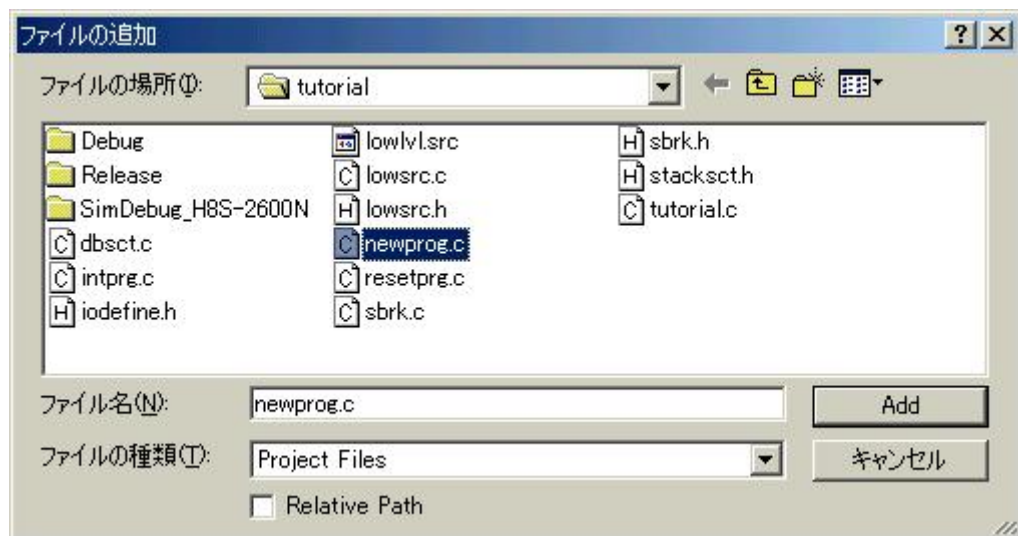 ファイルの追加
ファイルの場所(I):
tutorial
Debug
Release
SimDebug_H8S-2600N
dbsct.c
intprg.c
iodefine.h
lowlvl.src
lowsrc.c
lowsrc.h
newprog.c
resetprg.c
sbrk.c
sbrk.h
stacksct.h
tutorial.c
ファイル名(N):
newprog.c
Add
ファイルの種類(T):
Project Files
キャンセル
Relative Path